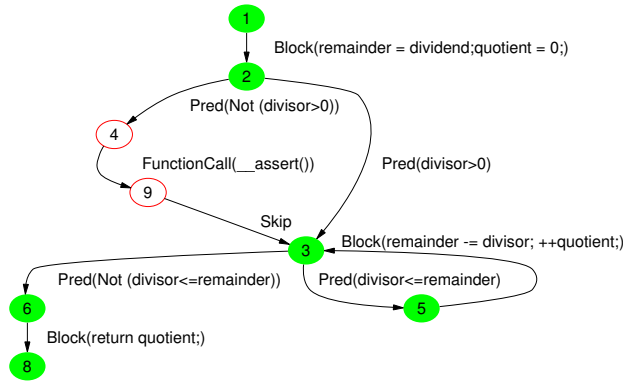 1
Block(remainder = dividend;quotient = 0;)
2
Pred(Not (divisor>0))
4
FunctionCall(__assert())
Pred(divisor>0)
9
Skip
Block(remainder -= divisor; ++quotient;)
3
Pred(Not (divisor<=remainder))
Pred(divisor<=remainder)
6
5
Block(return quotient;)
8